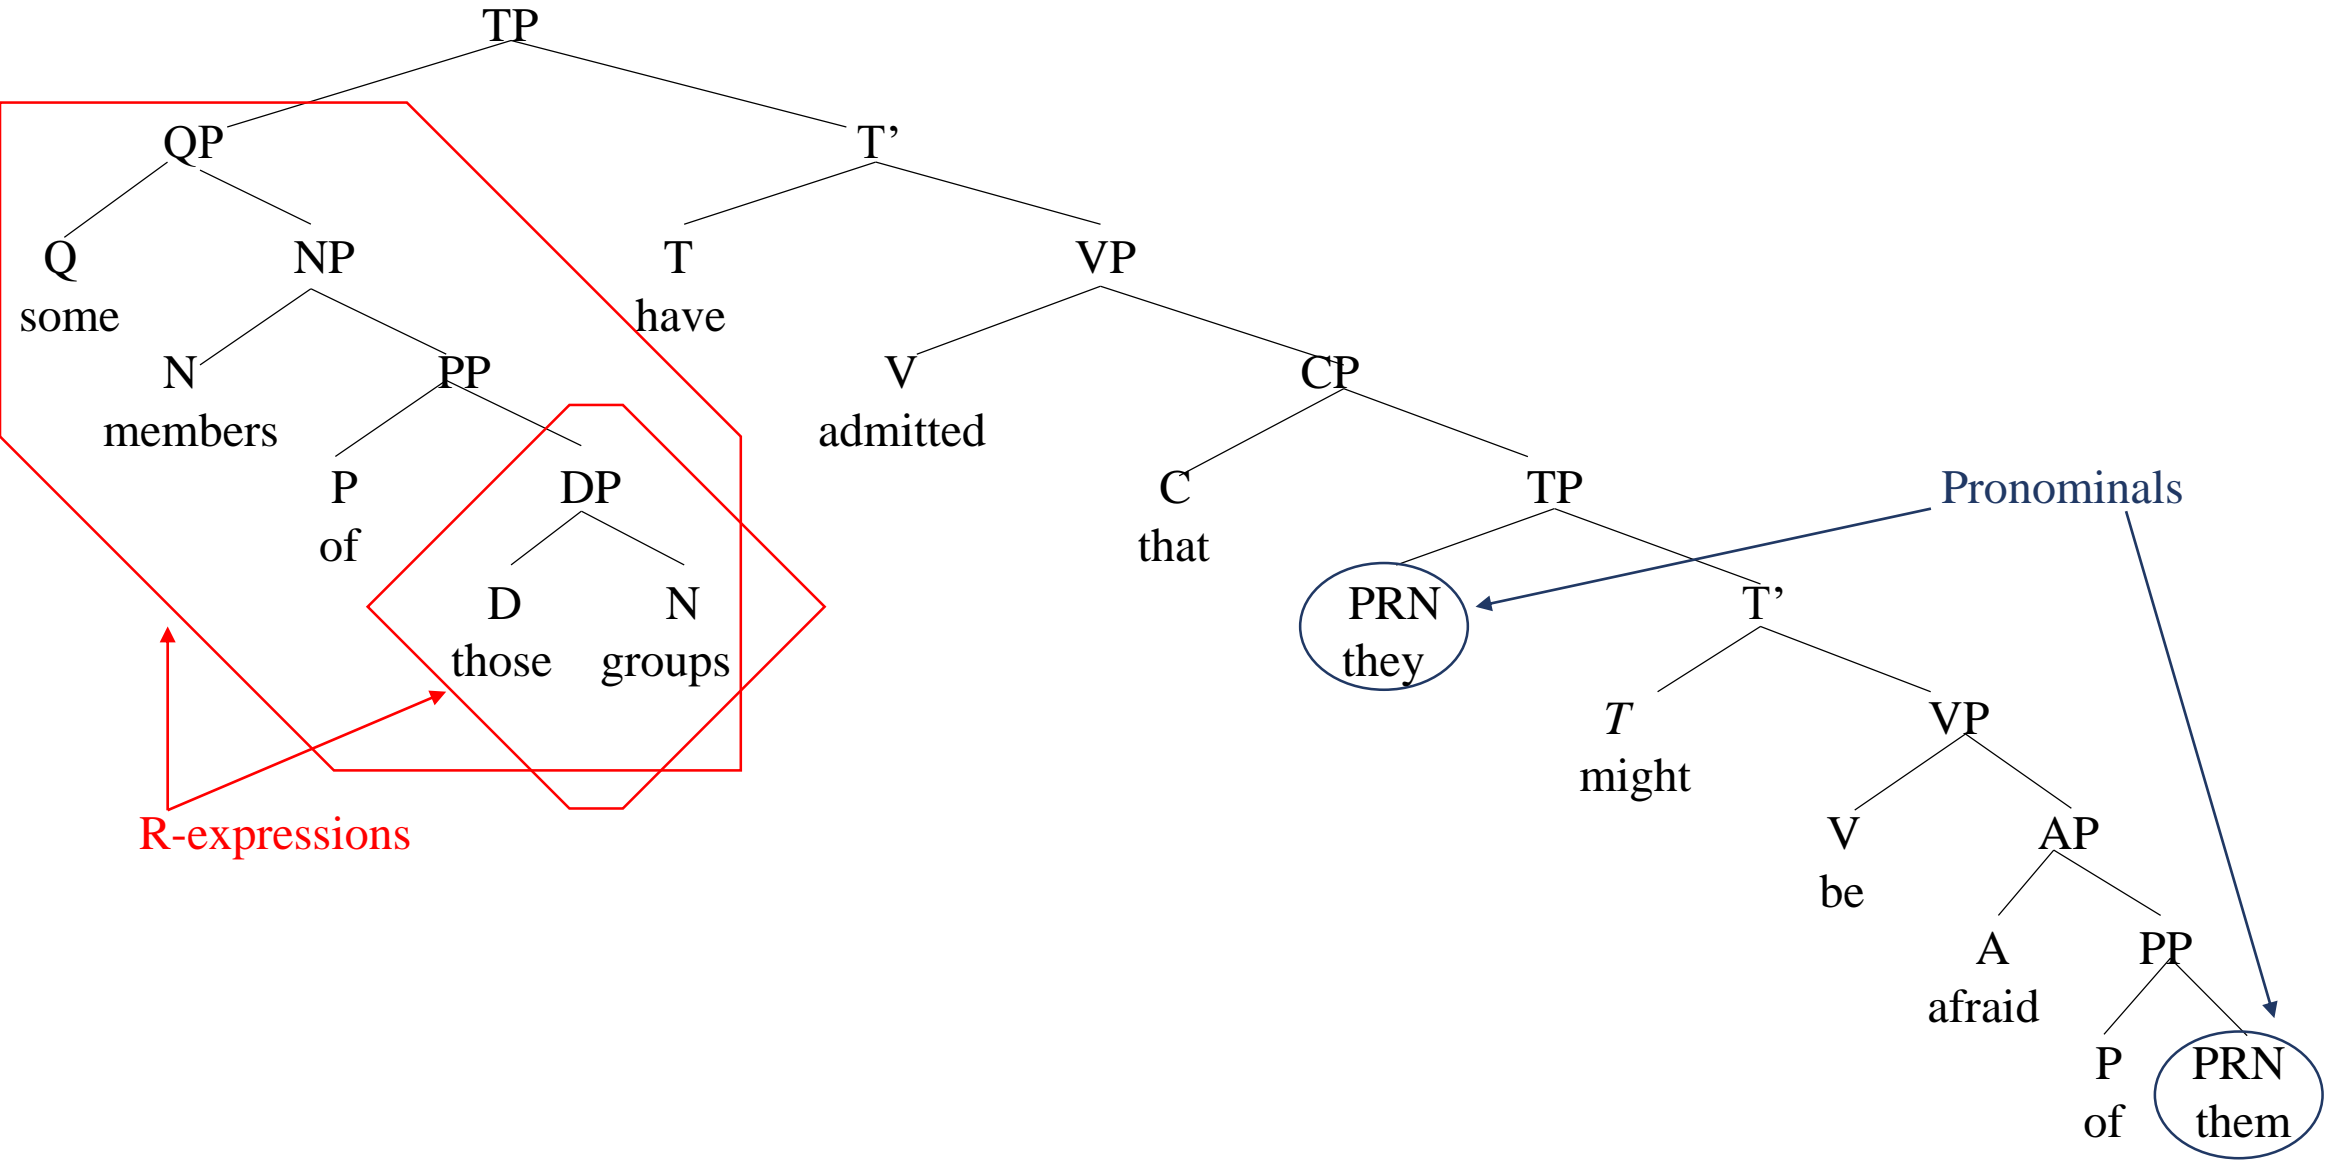 TP
QP T’
Q NP T VP
some have
N PP V CP
members admitted
P DP C TP Pronominals
of that
D N PRN T’
those groups they
T VP
might
R-expressions V AP
be
A PP
afraid
P PRN
of them